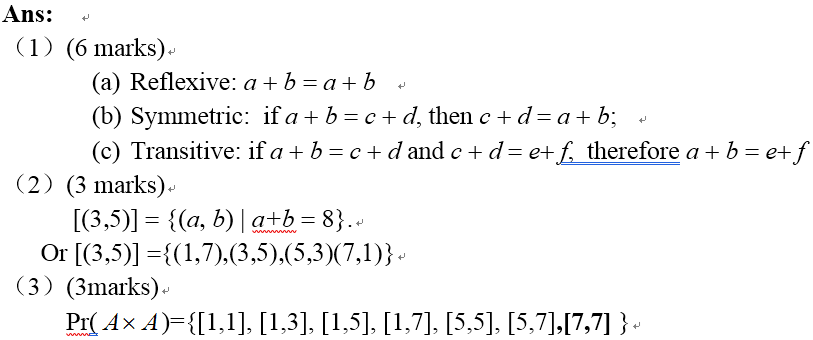 Ans:
（1）(6 marks)
(a) Reflexive: a + b = a + b
(b) Symmetric: if a + b = c + d, then c + d = a + b;
(c) Transitive: if a + b = c + d and c + d = e+f, therefore a + b = e+f
（2）(3 marks)
[(3,5)] = {(a, b) | a+b = 8}.
Or [(3,5)] ={(1,7),(3,5),(5,3)(7,1)}
（3）(3marks)
Pr( A× A)={[1,1], [1,3], [1,5], [1,7], [5,5], [5,7],[7,7] }